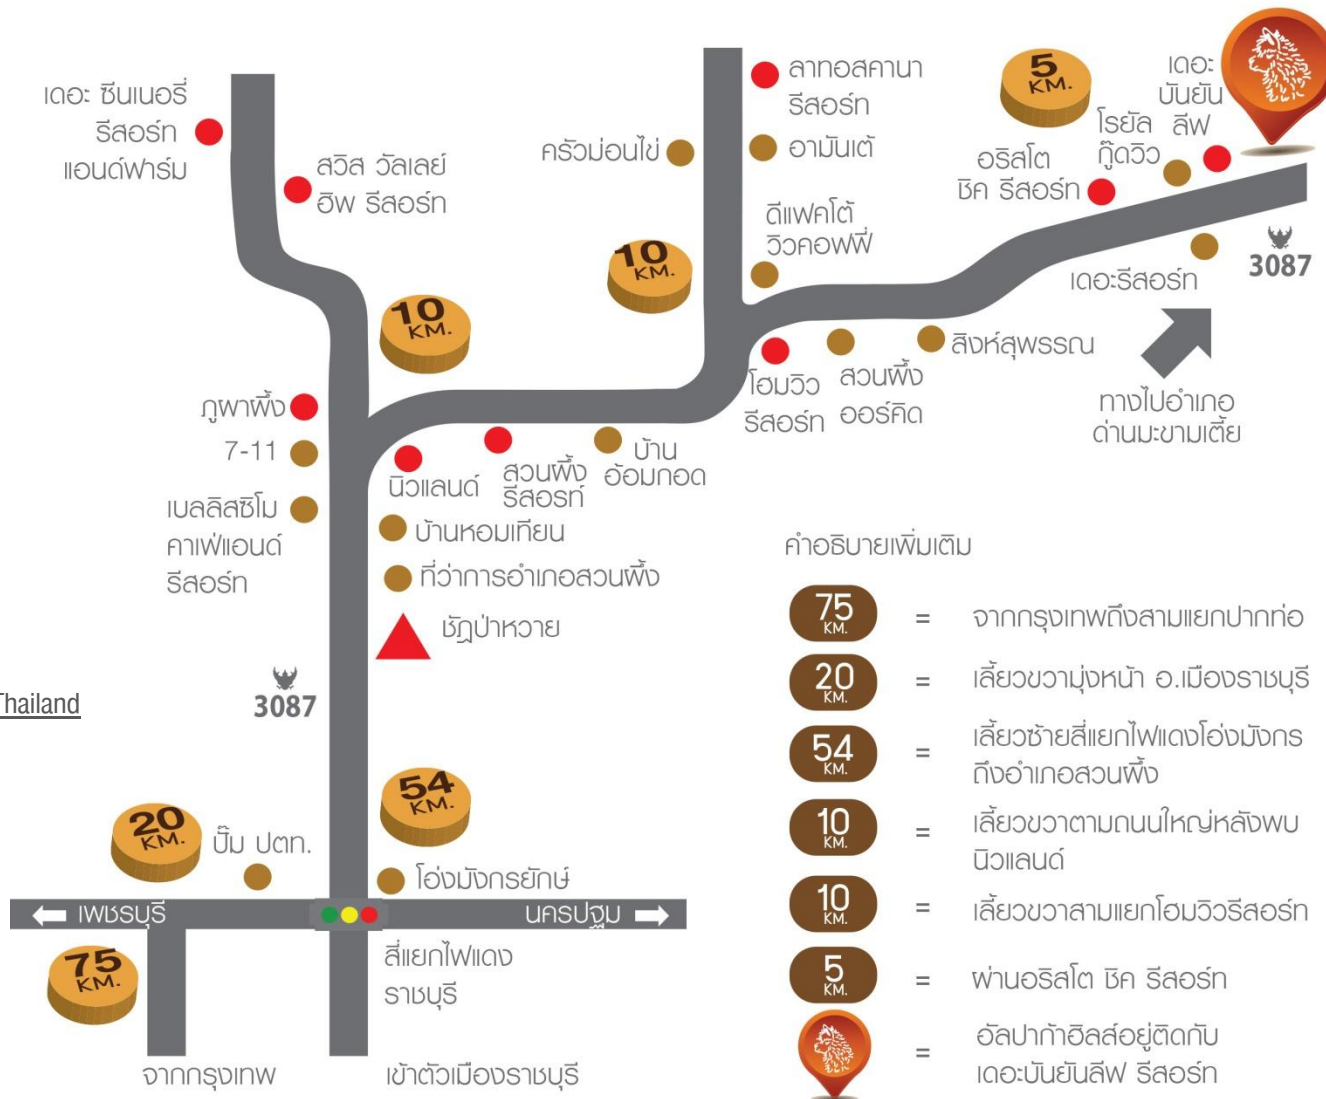 เดอะ ซีนเนอรี่
รีสอร์ท
แอนด์ฟาร์ม
สวิส วัลเลย์
ฮิพ รีสอร์ท
ครัวม่อนไข่
ลาทอสคานา
รีสอร์ท
อามันเต้
ดีแฟคโต้
วิวคอฟฟี่
5
KM.
เดอะ
บันยัน
ลีฟ
โรยัล
กู๊ดวิว
อริสโต
ชิค รีสอร์ท
3087
เดอะรีสอร์ท
10
KM.
10
KM.
สิงห์สุพรรณ
โฮมวิว
รีสอร์ท
สวนผึ้ง
ออร์คิด
ทางไปอำเภอ
ด่านมะขามเตี้ย
ภูผาผึ้ง
7-11
เบลลิสซิโม
คาเฟ่แอนด์
รีสอร์ท
นิวแลนด์
สวนผึ้ง
รีสอรท์
บ้าน
อ้อมกอด
บ้านหอมเทียน
ที่ว่าการอำเภอสวนผึ้ง
ชัฎป่าหวาย
Thailand
3087
54
KM.
20
KM.
ปั๊ม ปตท.
โอ่งมังกรยักษ์
เพชรบุรี
นครปฐม
75
KM.
สี่แยกไฟแดง
ราชบุรี
จากกรุงเทพ
เข้าตัวเมืองราชบุรี
คำอธิบายเพิ่มเติม
75 KM. = จากกรุงเทพถึงสามแยกปากท่อ
20 KM. = เลี้ยวขวามุ่งหน้า อ.เมืองราชบุรี
54 KM. = เลี้ยวซ้ายสี่แยกไฟแดงโอ่งมังกร
ถึงอำเภอสวนผึ้ง
10 KM. = เลี้ยวขวาตามถนนใหญ่หลังพบ
นิวแลนด์
10 KM. = เลี้ยวขวาสามแยกโฮมวิวรีสอร์ท
5 KM. = ผ่านอริสโต ชิค รีสอร์ท
= อัลปาก้าฮิลส์อยู่ติดกับ
เดอะบันยันลีฟ รีสอร์ท